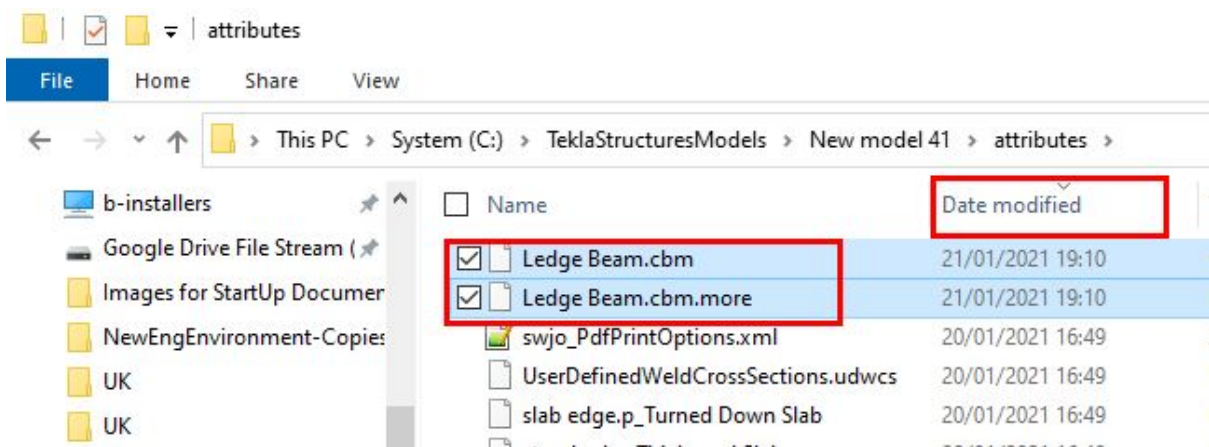 attributes
File Home Share View
This PC > System (C:) > TeklaStructuresModels > New model 41 > attributes >
b-installers
Google Drive File Stream (
Images for StartUp Documer
NewEngEnvironment-Copies
UK
UK
Name Date modified
Ledge Beam.cbm 21/01/2021 19:10
Ledge Beam.cbm.more 21/01/2021 19:10
swjo_PdfPrintOptions.xml 20/01/2021 16:49
UserDefinedWeldCrossSections.udwcs 20/01/2021 16:49
slab edge.p_Turned Down Slab 20/01/2021 16:49